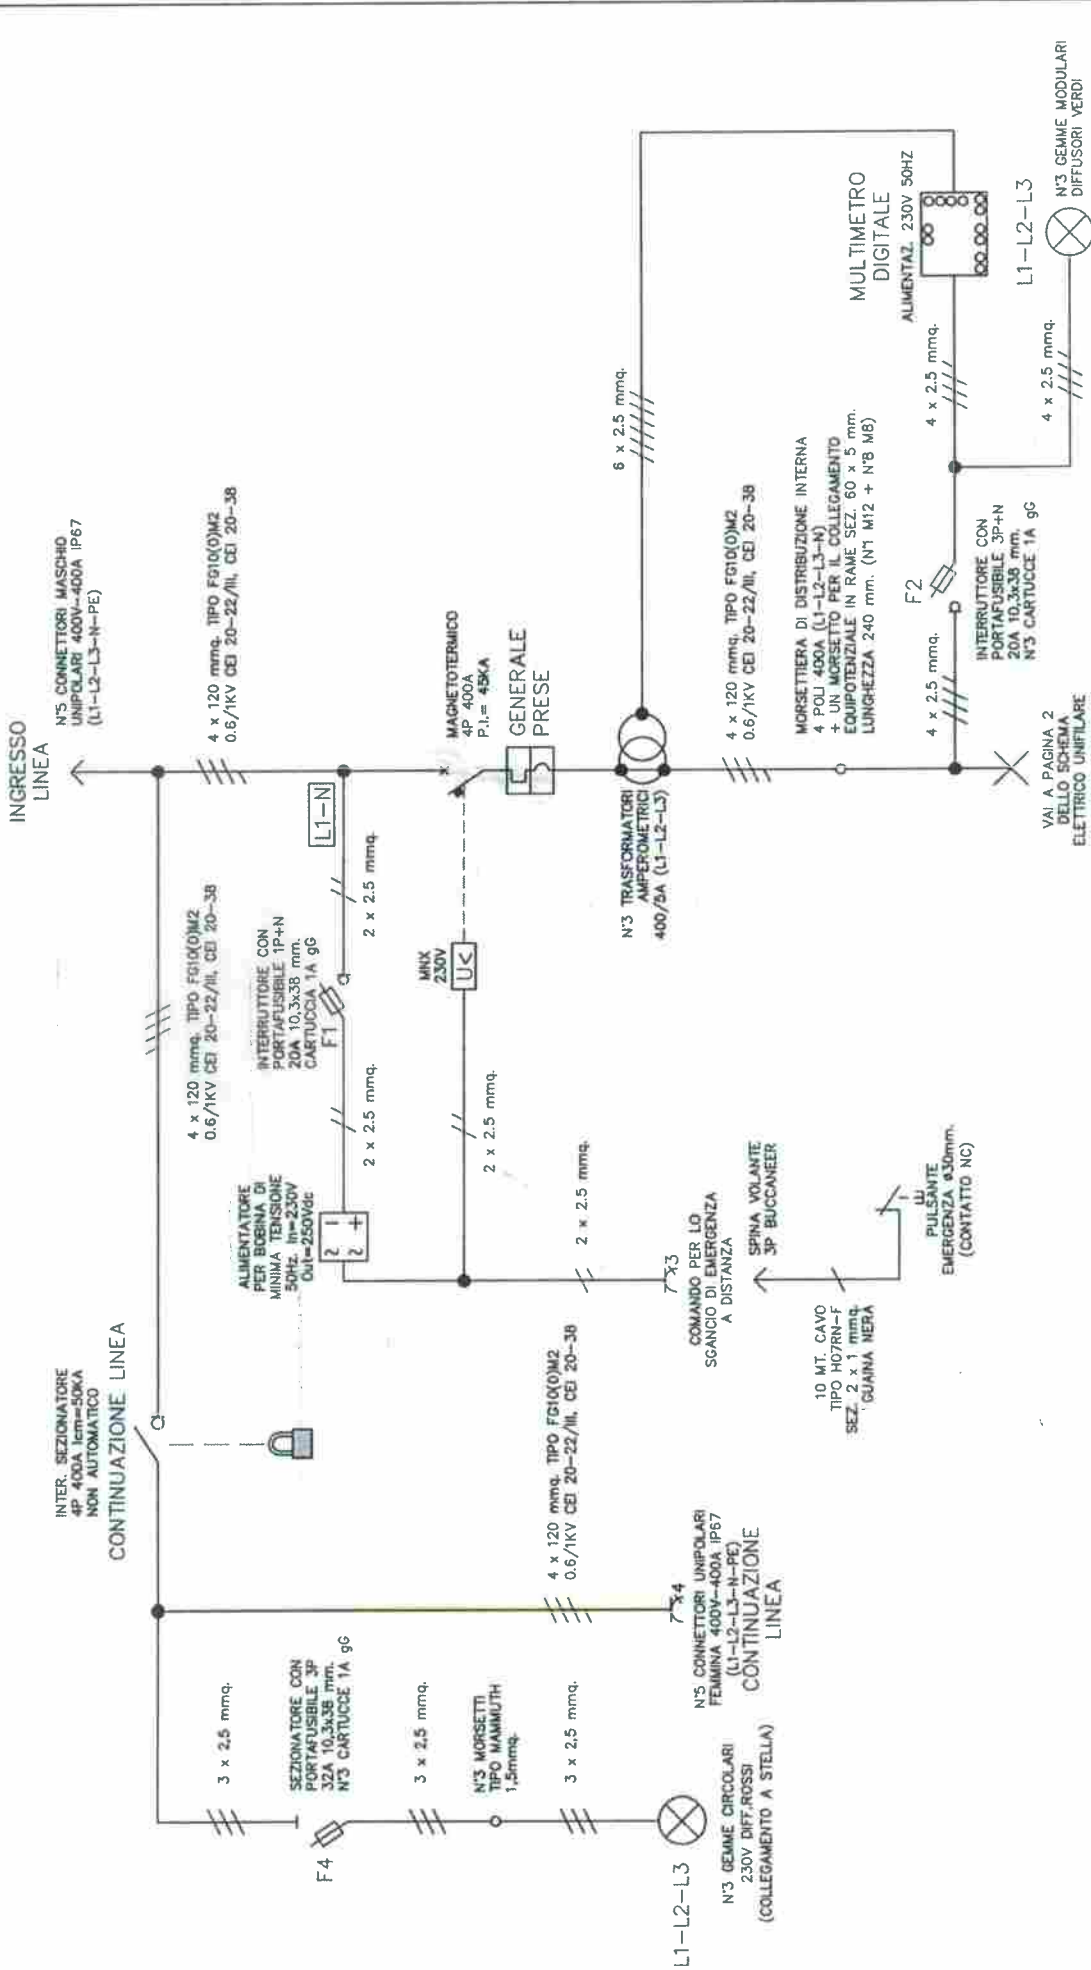 INGRESSO
LINEA
N'5 CONNETTORI MASCHIO
UNIPOLARI 400V-400A IP67
(L1-L2-L3-N-PE)
4 x 120 mmq. TIPO FG10(O)M2
0.6/1KV CEI 20-22/III, CEI 20-38
4 x 120 mmq. TIPO FG10(O)M2
0.6/1KV CEI 20-22/III, CEI 20-38
INTER. SEZIONATORE
4P 400A Icm=50KA
NON AUTOMATICO
CONTINUAZIONE LINEA
L1-N
2 x 2.5 mmq.
INTERRUTTORE CON
PORTAFUSIBILE 1P+N
20A 10,3x38 mm.
CARTUCCIA 1A gG
F1
2 x 2.5 mmq.
ALIMENTATORE
PER BOBINA DI
MINIMA TENSIONE
50Hz. In=230V
Out=250Vdc
MAGNETOTERMICO
4P 400A
P.I.= 45KA
GENERALE
PRESE
MNX
230V
U<
2 x 2.5 mmq.
2 x 2.5 mmq.
x3
COMANDO PER LO
SGANCIO DI EMERGENZA
A DISTANZA
SPINA VOLANTE
3P BUCCANEER
10 MT. CAVO
TIPO H07RN-F
SEZ. 2 x 1 mmq.
GUAINA NERA
PULSANTE
EMERGENZA ø30mm.
(CONTATTO NC)
N'3 TRASFORMATORI
AMPEROMETRICI
400/5A (L1-L2-L3)
6 x 2.5 mmq.
4 x 120 mmq. TIPO FG10(O)M2
0.6/1KV CEI 20-22/III, CEI 20-38
MORSETTIERA DI DISTRIBUZIONE INTERNA
4 POLI 400A (L1-L2-L3-N)
+ UN MORSETTO PER IL COLLEGAMENTO
EQUIPOTENZIALE IN RAME SEZ. 60 x 5 mm.
LUNGHEZZA 240 mm. (N'1 M12 + N'8 M8)
MULTIMETRO
DIGITALE
ALIMENTAZ. 230V 50HZ
4 x 2.5 mmq.
F2
4 x 2.5 mmq.
INTERRUTTORE CON
PORTAFUSIBILE 3P+N
20A 10,3x38 mm.
N'3 CARTUCCE 1A gG
L1-L2-L3
4 x 2.5 mmq.
N'3 GEMME MODULARI
DIFFUSORI VERDI
VAI A PAGINA 2
DELLO SCHEMA
ELETTRICO UNIFILARE
4 x 120 mmq. TIPO FG10(O)M2
0.6/1KV CEI 20-22/III, CEI 20-38
x4
N'5 CONNETTORI UNIPOLARI
FEMMINA 400V-400A IP67
(L1-L2-L3-N-PE)
CONTINUAZIONE
LINEA
3 x 2,5 mmq.
SEZIONATORE CON
PORTAFUSIBILE 3P
32A 10,3x38 mm.
N'3 CARTUCCE 1A gG
F4
3 x 2,5 mmq.
N'3 MORSETTI
TIPO MAMMUTH
1,5mmq.
3 x 2,5 mmq.
L1-L2-L3
N'3 GEMME CIRCOLARI
230V DIFF.ROSSI
(COLLEGAMENTO A STELLA)